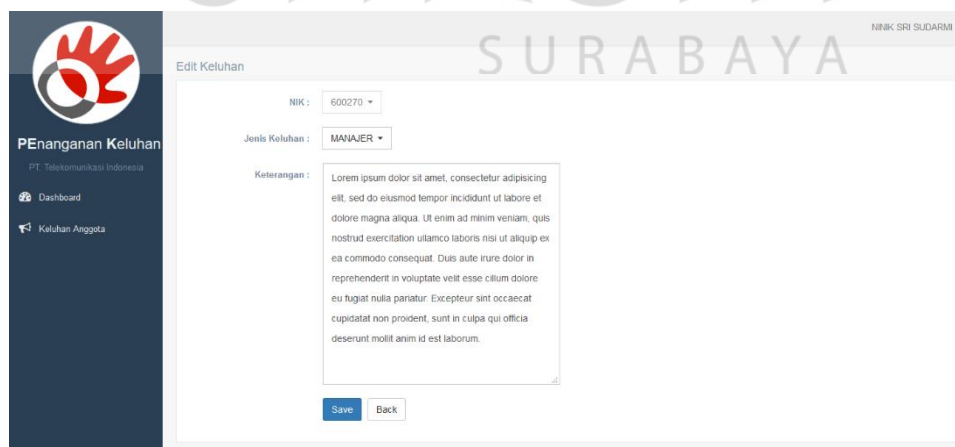 SURABAYA
NINIK SRI SUDARMI
Edit Keluhan
NIK : 600270
Jenis Keluhan : MANAJER
Keterangan : Lorem ipsum dolor sit amet, consectetur adipisicing
elit, sed do eiusmod tempor incididunt ut labore et
dolore magna aliqua. Ut enim ad minim veniam, quis
nostrud exercitation ullamco laboris nisi ut aliquip ex
ea commodo consequat. Duis aute irure dolor in
reprehenderit in voluptate velit esse cillum dolore
eu fugiat nulla pariatur. Excepteur sint occaecat
cupidatat non proident, sunt in culpa qui officia
deserunt mollit anim id est laborum.
Save Back
PEnanganan Keluhan
PT. Telekomunikasi Indonesia
Dashboard
Keluhan Anggota